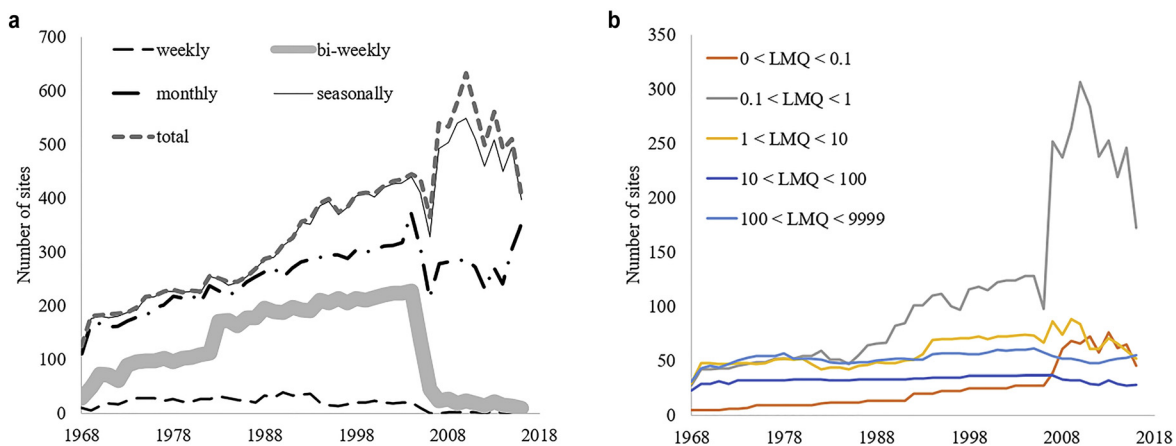 a
700
600
500
400
300
200
100
0
Number of sites
weekly
bi-weekly
monthly
seasonally
total
1968 1978 1988 1998 2008 2018
b
350
300
250
200
150
100
50
0
Number of sites
0 < LMQ < 0.1
0.1 < LMQ < 1
1 < LMQ < 10
10 < LMQ < 100
100 < LMQ < 9999
1968 1978 1988 1998 2008 2018